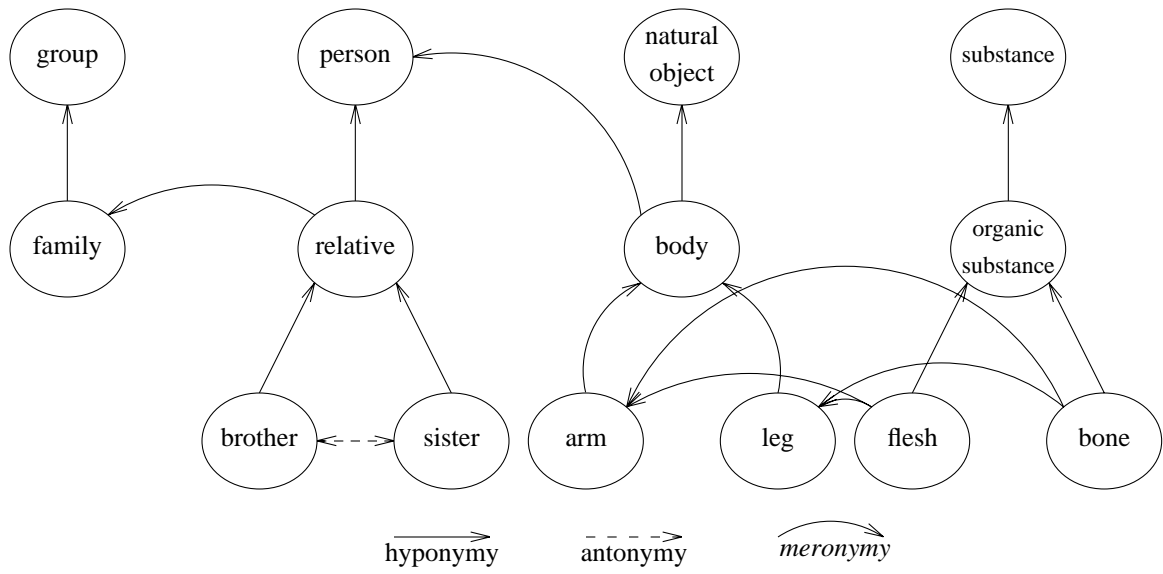 group
person
natural
object
substance
family
relative
body
organic
substance
brother
sister
arm
leg
flesh
bone
hyponymy
antonymy
meronymy